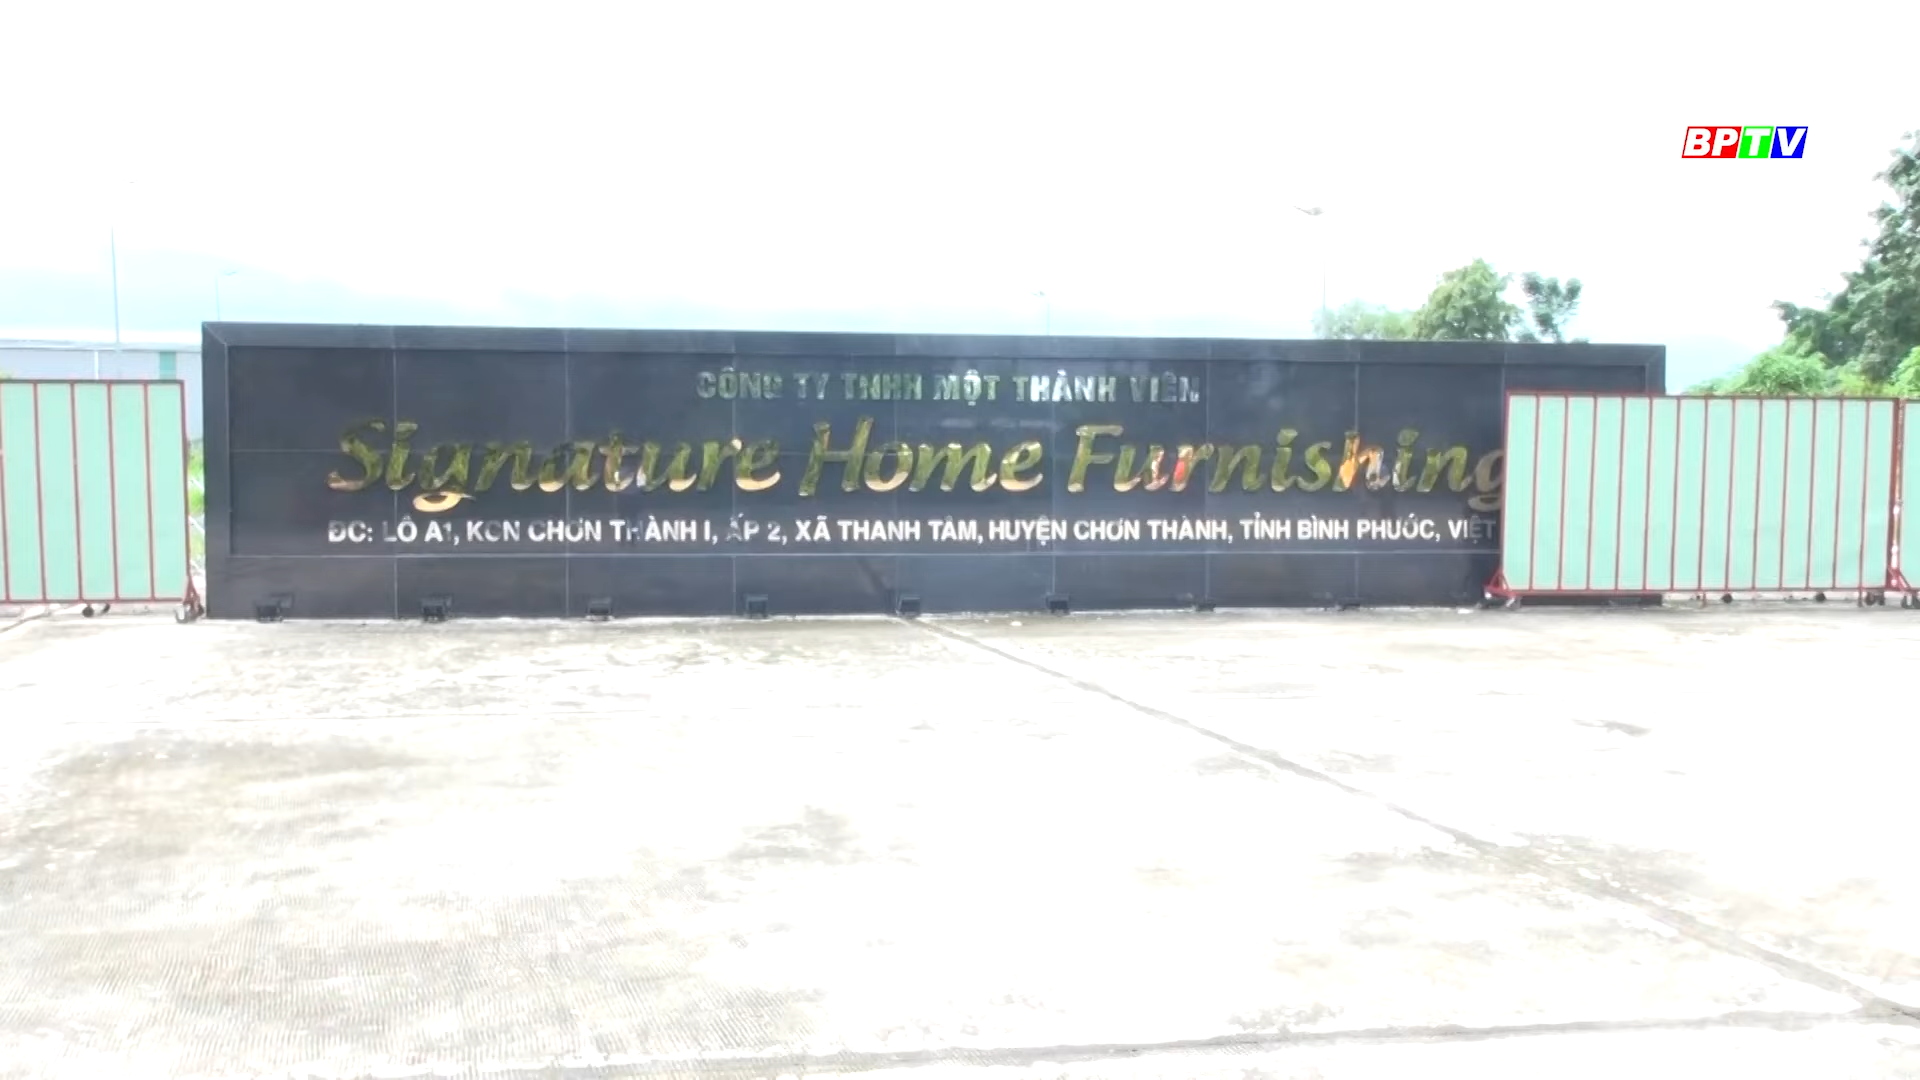 BPTV
CÔNG TY TNHH MỘT THÀNH VIÊN
Signature Home Furnishing
ĐC: LÔ A1, KCN CHƠN THÀNH I, ẤP 2, XÃ THÀNH TÂM, HUYỆN CHƠN THÀNH, TỈNH BÌNH PHƯỚC, VIỆT